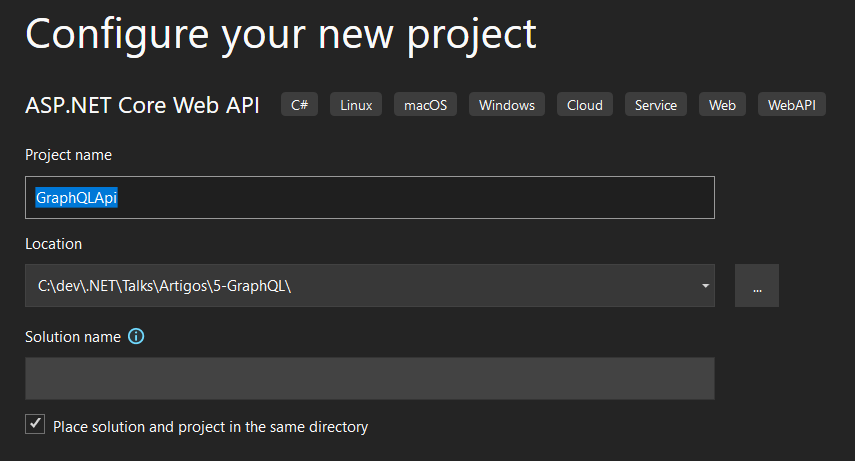 Configure your new project
ASP.NET Core Web API C# Linux macOS Windows Cloud Service Web WebAPI
Project name
GraphQLApi
Location
C:\dev\.NET\Talks\Artigos\5-GraphQL\
...
Solution name
Place solution and project in the same directory